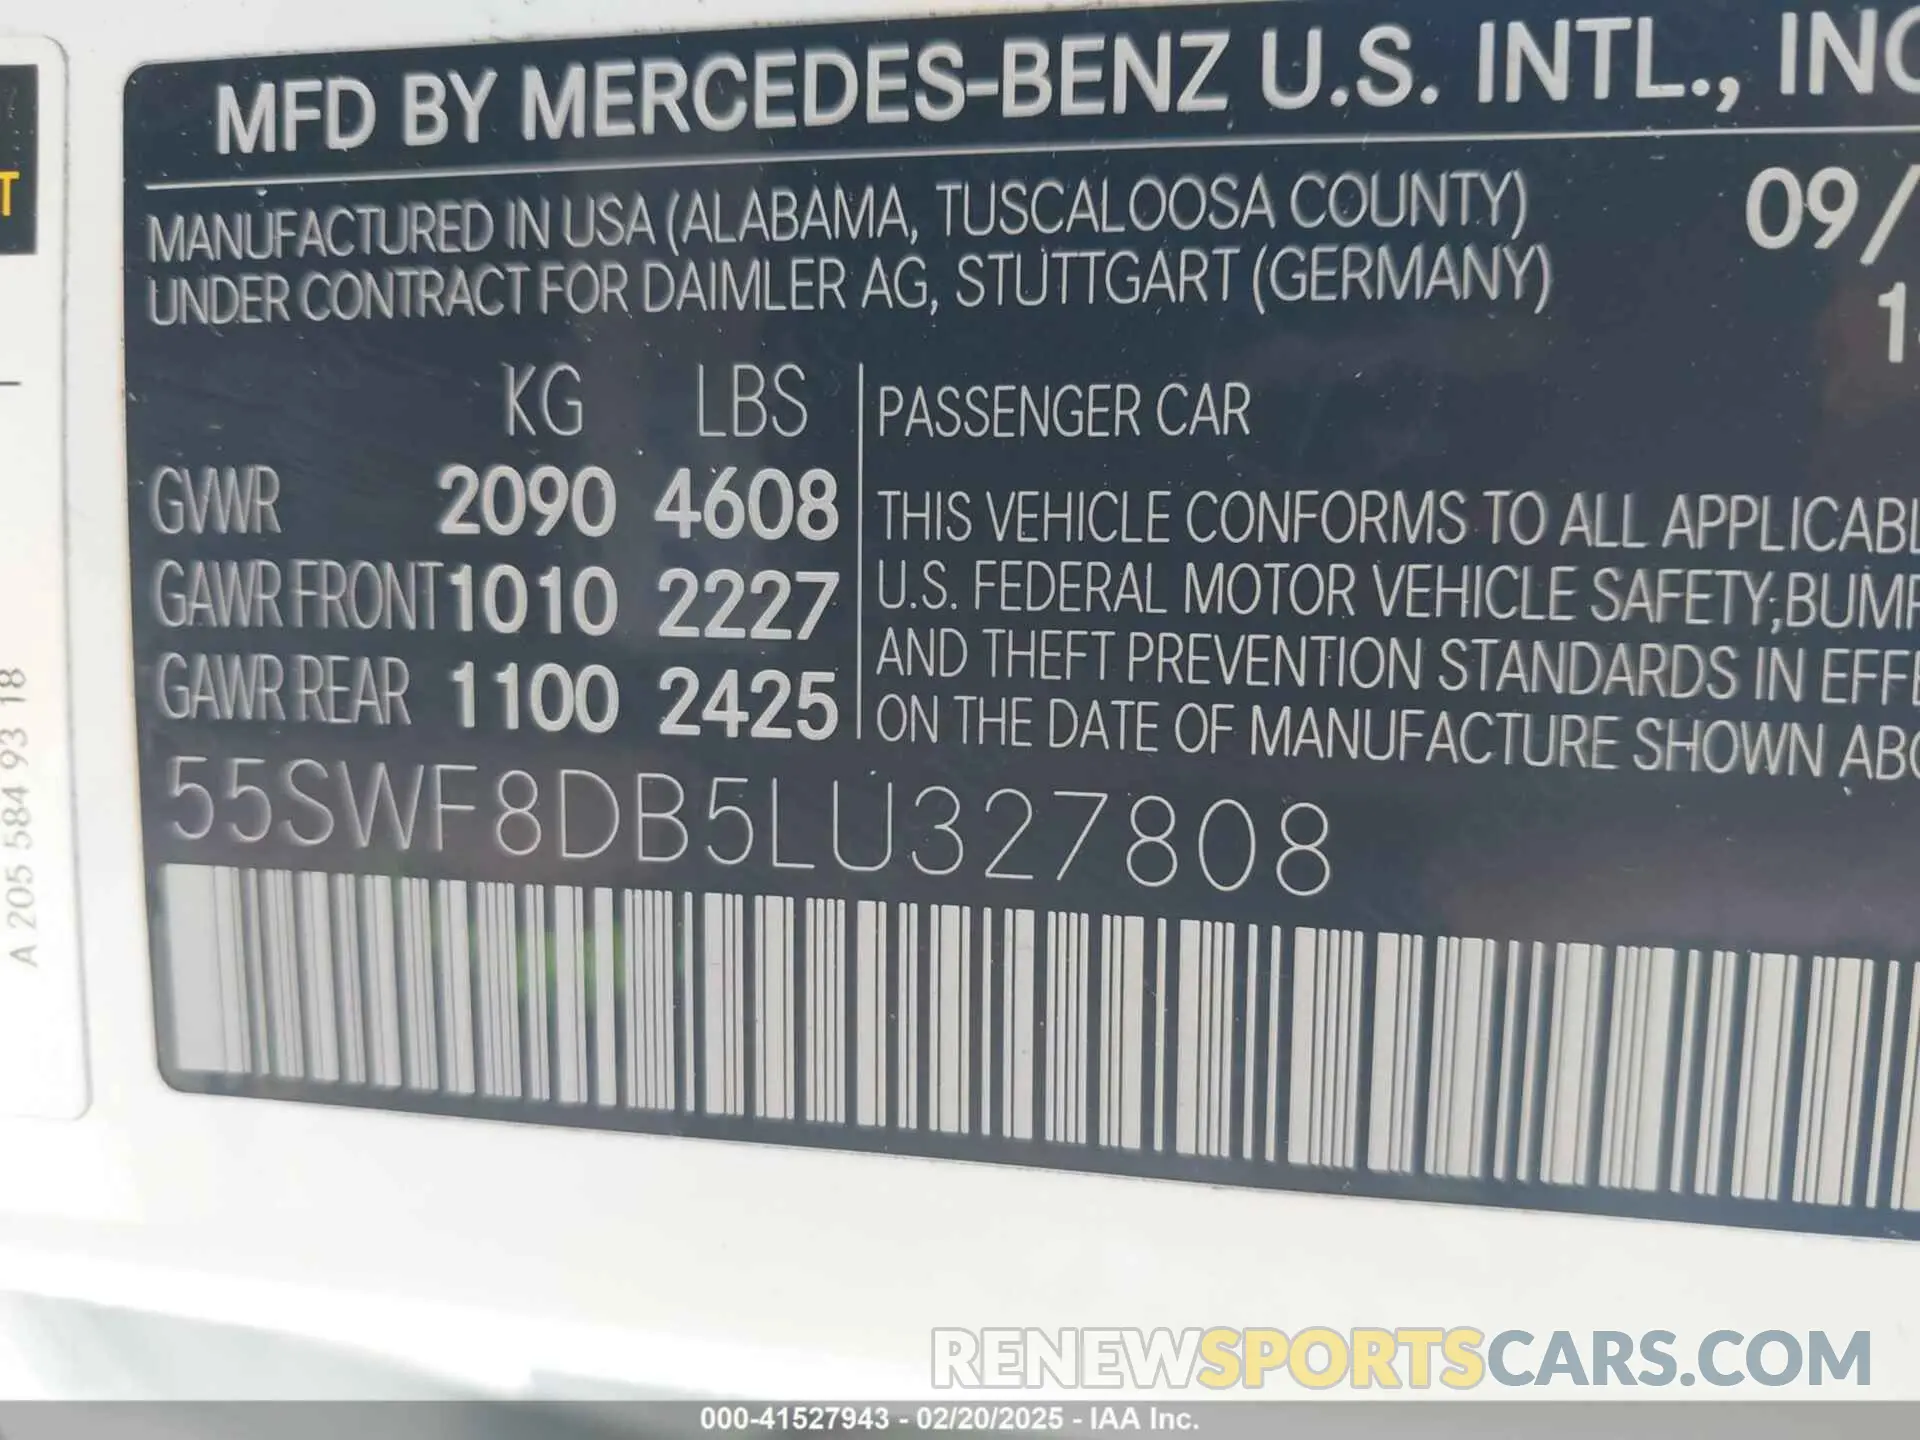 MFD BY MERCEDES-BENZ U.S. INTL., INC
MANUFACTURED IN USA (ALABAMA, TUSCALOOSA COUNTY)
UNDER CONTRACT FOR DAIMLER AG, STUTTGART (GERMANY)
09/
KG LBS
GVWR 2090 4608
GAWR FRONT 1010 2227
GAWR REAR 1100 2425
PASSENGER CAR
THIS VEHICLE CONFORMS TO ALL APPLICABL
U.S. FEDERAL MOTOR VEHICLE SAFETY,BUMP
AND THEFT PREVENTION STANDARDS IN EFFE
ON THE DATE OF MANUFACTURE SHOWN ABO
55SWF8DB5LU327808
T
A 205 584 93 18
RENEWSPORTSCARS.COM
000-41527943 - 02/20/2025 - IAA Inc.